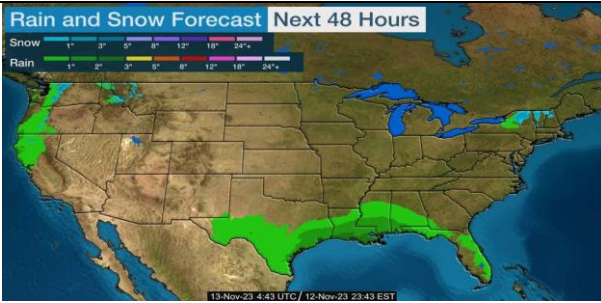 Rain and Snow Forecast Next 48 Hours
Snow
1" 3" 5" 8" 12" 18" 24"+
Rain
1" 2" 3" 5" 8" 12" 18" 24"+
13-Nov-23 4:43 UTC / 12-Nov-23 23:43 EST